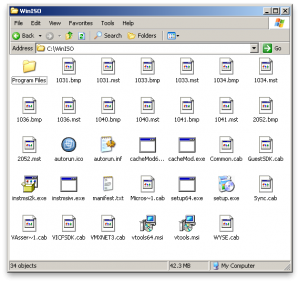 WinISO
File Edit View Favorites Tools Help
Back Search Folders
Address C:\WinISO Go
Program Files 1031.bmp 1031.mst 1033.bmp 1033.mst 1034.bmp 1034.mst
1036.bmp 1036.mst 1040.bmp 1040.mst 1041.bmp 1041.mst 2052.bmp
2052.mst autorun.ico autorun.inf cacheMod6... cacheMod.exe Common.cab GuestSDK.cab
instmsi2k.exe instmsiw.exe manifest.txt Micros~1.cab setup64.exe setup.exe Sync.cab
VAsser~1.cab VICFSDK.cab VMXNET3.cab vtools64.msi vtools.msi WYSE.cab
34 objects 42.3 MB My Computer